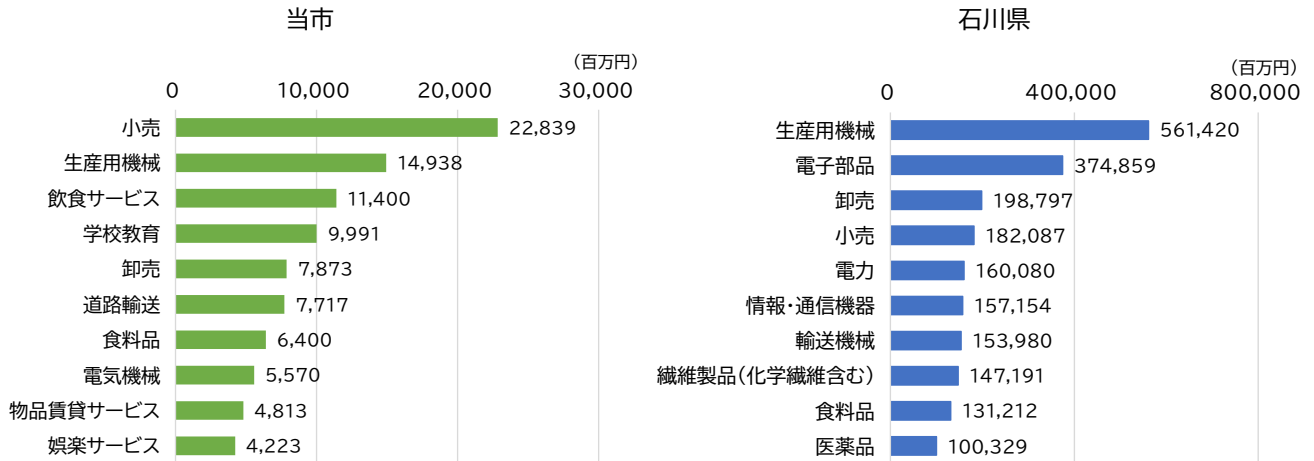 当市
(百万円)
0 10,000 20,000 30,000
小売 22,839
生産用機械 14,938
飲食サービス 11,400
学校教育 9,991
卸売 7,873
道路輸送 7,717
食料品 6,400
電気機械 5,570
物品賃貸サービス 4,813
娯楽サービス 4,223
石川県
(百万円)
0 400,000 800,000
生産用機械 561,420
電子部品 374,859
卸売 198,797
小売 182,087
電力 160,080
情報・通信機器 157,154
輸送機械 153,980
繊維製品(化学繊維含む) 147,191
食料品 131,212
医薬品 100,329